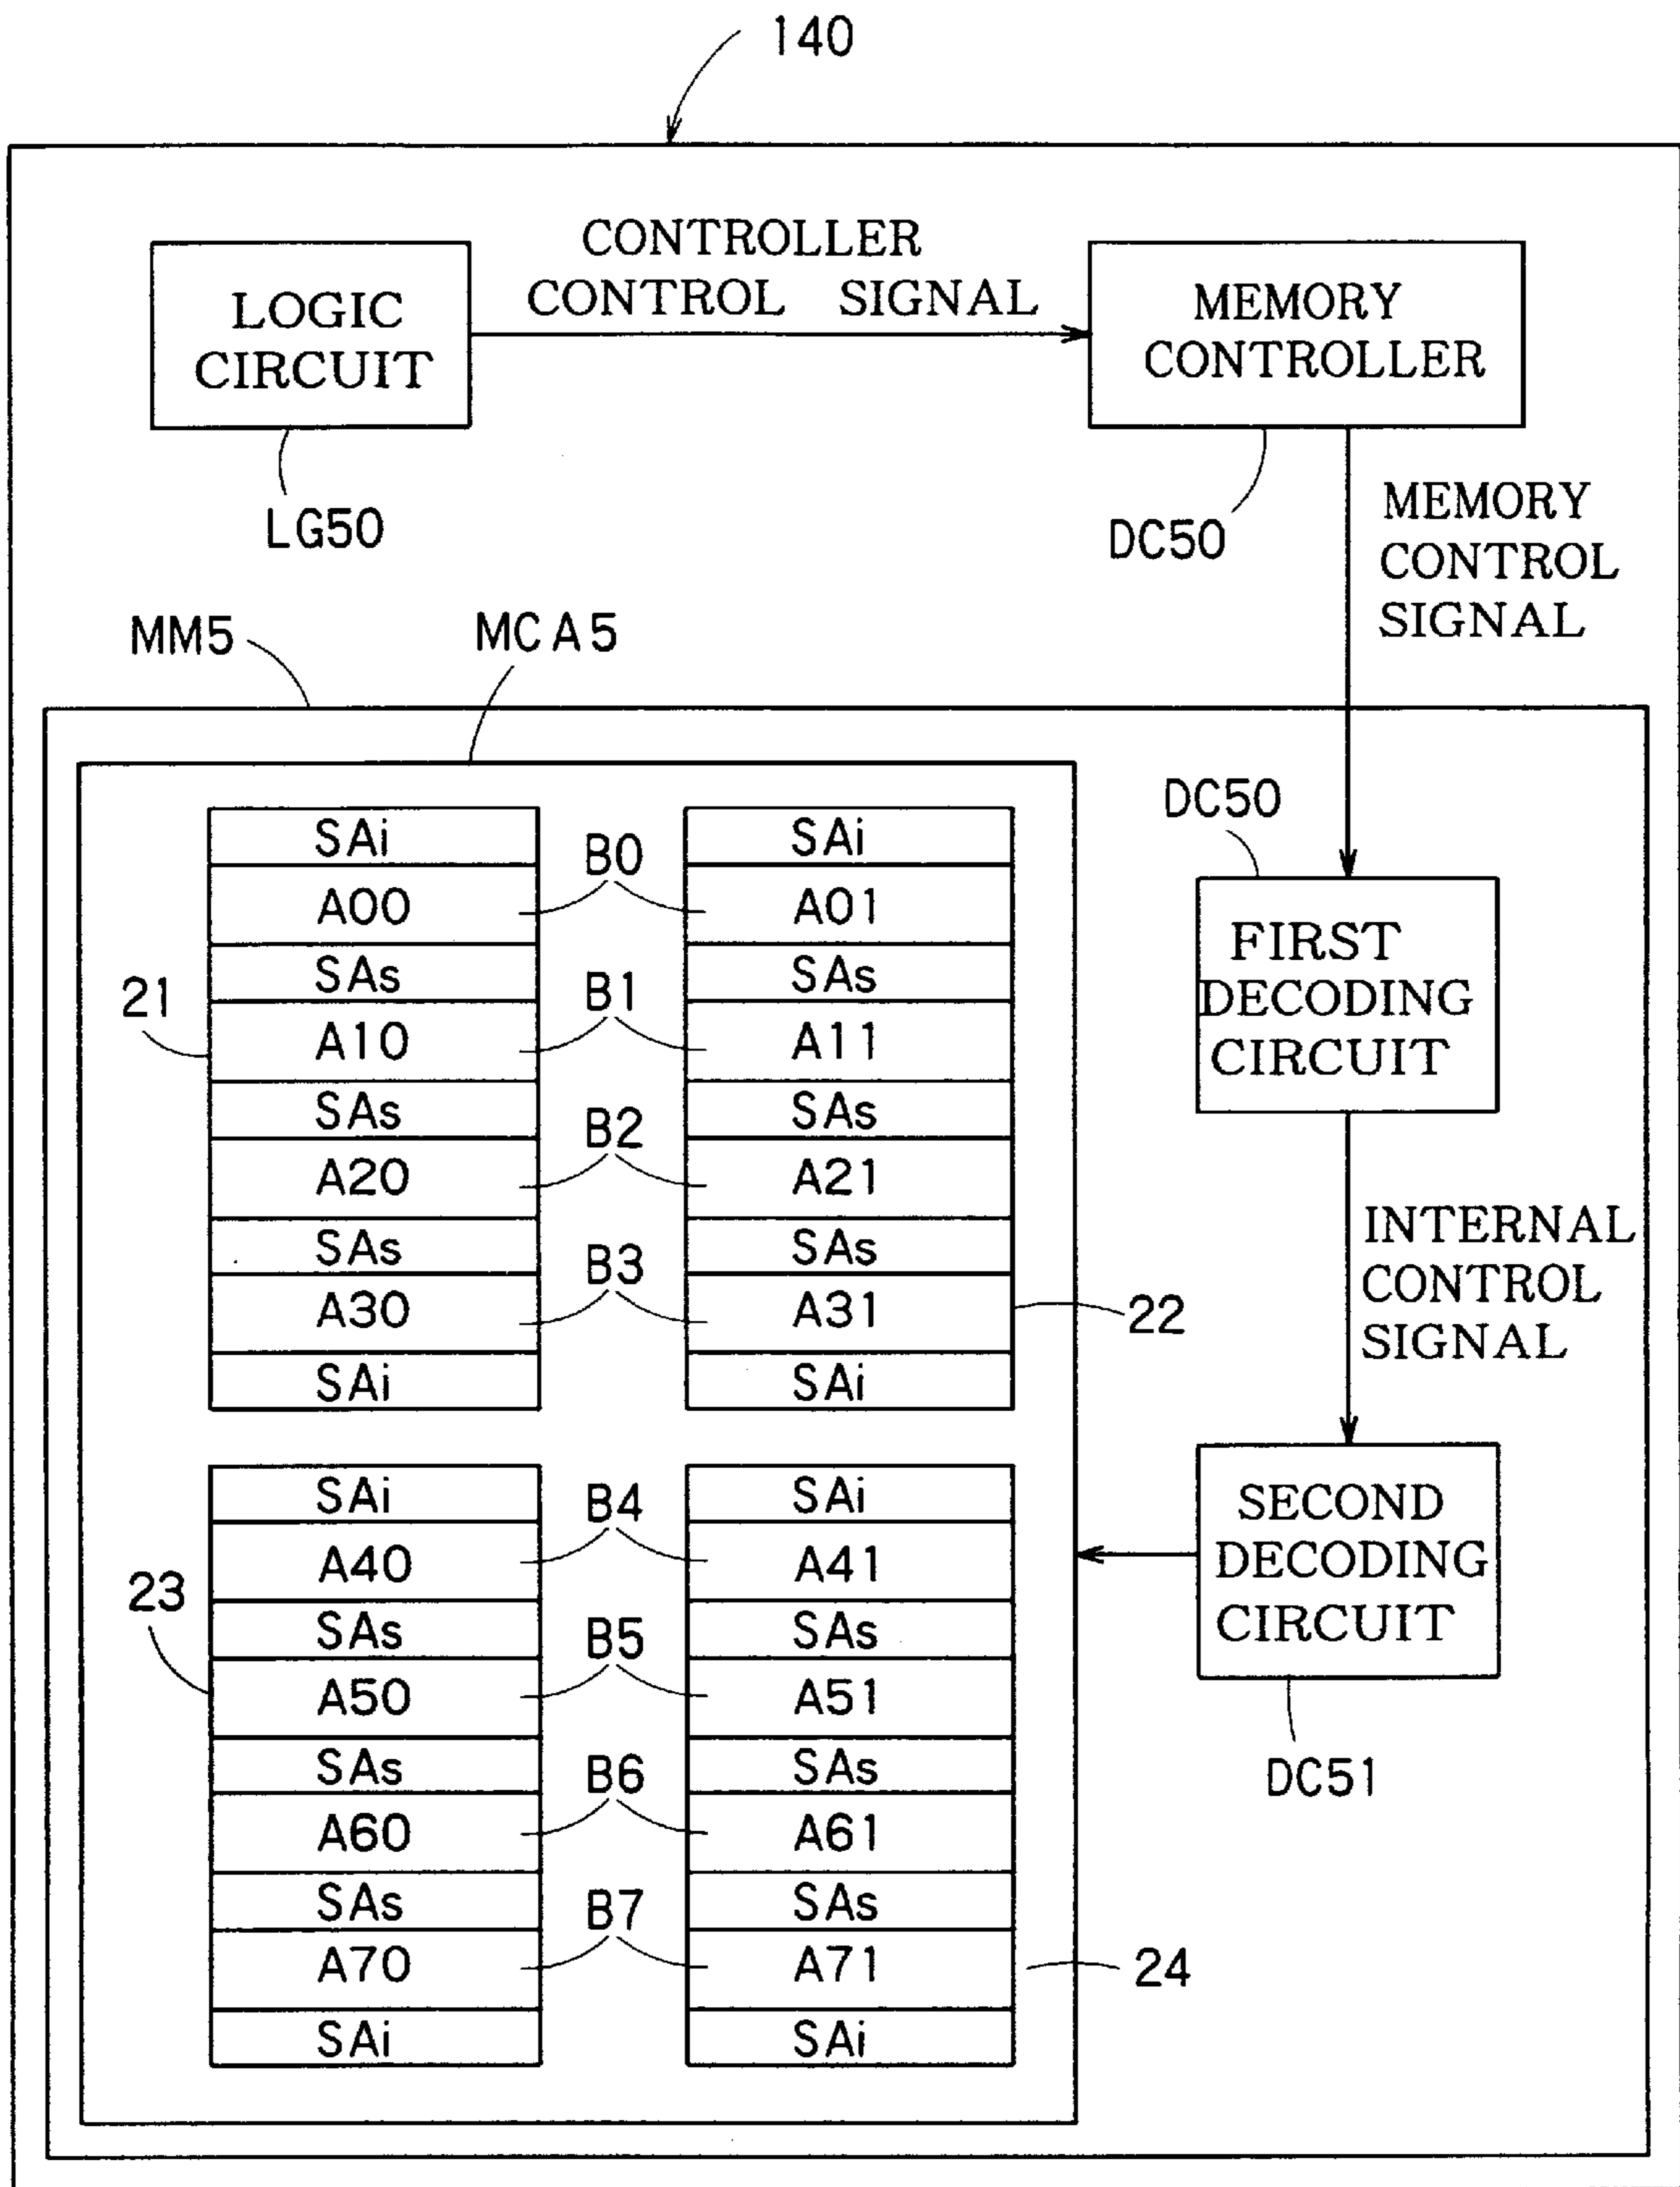 140
CONTROLLER
CONTROL SIGNAL
LOGIC
CIRCUIT
MEMORY
CONTROLLER
LG50
DC50
MEMORY
CONTROL
SIGNAL
MM5
MCA5
SAi
A00
SAs
A10
SAs
A20
SAs
A30
SAi
21
B0
B1
B2
B3
SAi
A01
SAs
A11
SAs
A21
SAs
A31
SAi
22
DC50
FIRST
DECODING
CIRCUIT
INTERNAL
CONTROL
SIGNAL
SAi
A40
SAs
A50
SAs
A60
SAs
A70
SAi
23
B4
B5
B6
B7
SAi
A41
SAs
A51
SAs
A61
SAs
A71
SAi
24
SECOND
DECODING
CIRCUIT
DC51